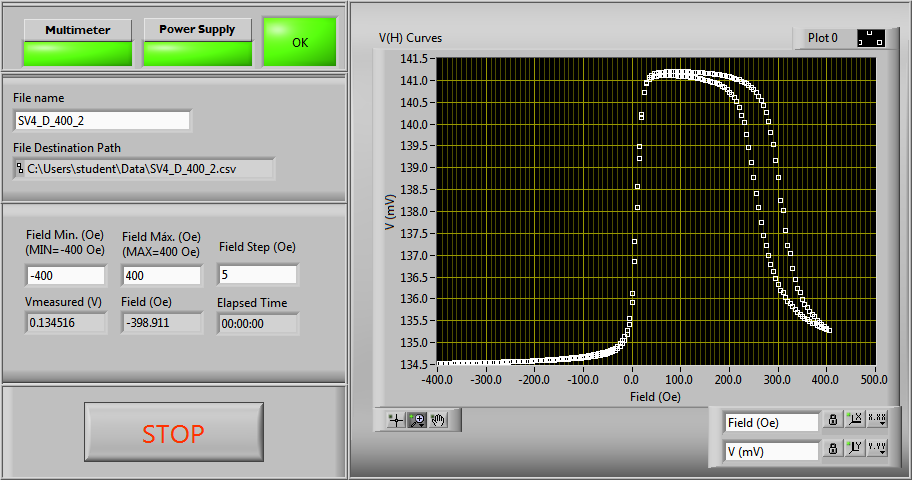 Multimeter
Power Supply
OK
File name
SV4_D_400_2
File Destination Path
C:\Users\student\Data\SV4_D_400_2.csv
Field Min. (Oe)
(MIN=-400 Oe)
Field Máx. (Oe)
(MAX=400 Oe)
Field Step (Oe)
-400
400
5
Vmeasured (V)
Field (Oe)
Elapsed Time
0.134516
-398.911
00:00:00
STOP
V(H) Curves
Plot 0
141.5
141.0
140.5
140.0
139.5
139.0
138.5
138.0
137.5
137.0
136.5
136.0
135.5
135.0
134.5
V (mV)
-400.0 -300.0 -200.0 -100.0 0.0 100.0 200.0 300.0 400.0 500.0
Field (Oe)
Field (Oe)
X
X.XX
V (mV)
Y
Y.YY